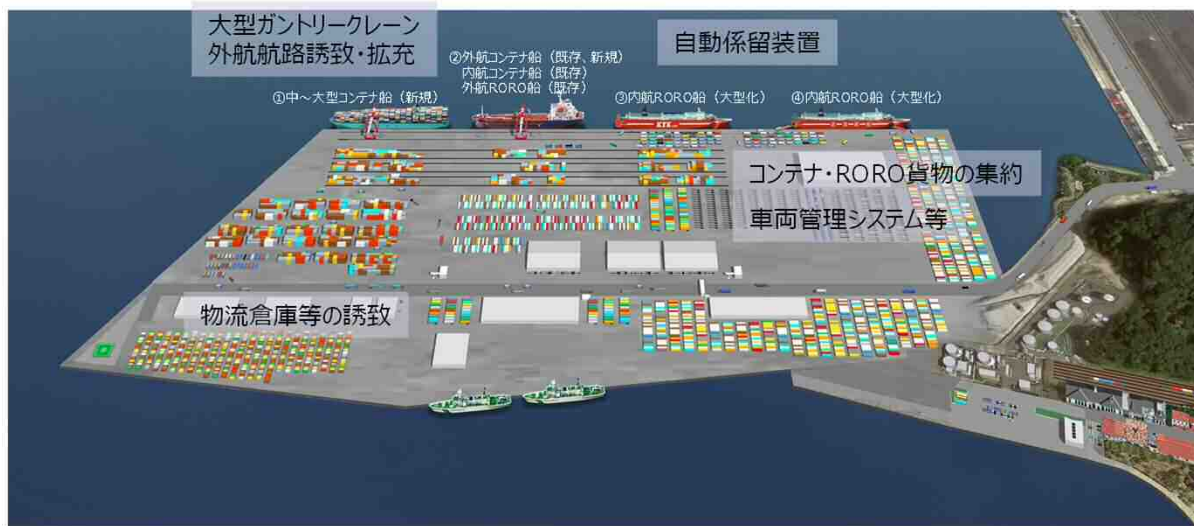 大型ガントリークレーン
外航航路誘致・拡充
自動係留装置
②外航コンテナ船（既存、新規）
内航コンテナ船（既存）
外航RORO船（既存）
①中～大型コンテナ船（新規）
③内航RORO船（大型化）
④内航RORO船（大型化）
コンテナ・RORO貨物の集約
車両管理システム等
物流倉庫等の誘致